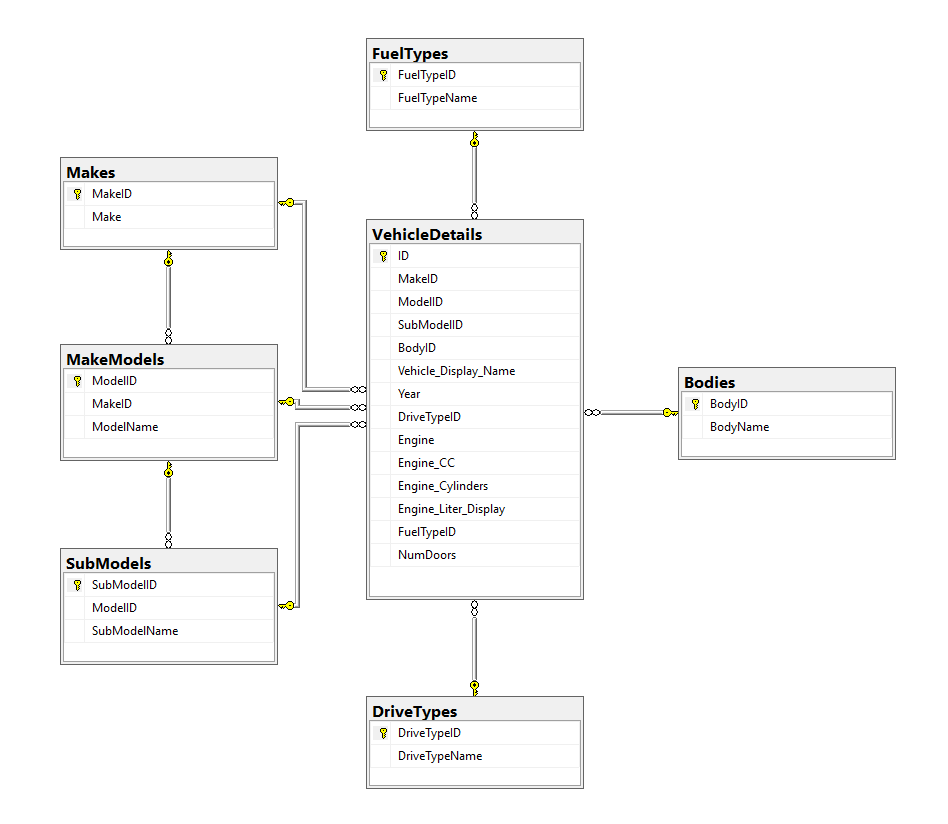 FuelTypes
FuelTypeID
FuelTypeName
Makes
MakeID
Make
VehicleDetails
ID
MakeID
ModelID
SubModelID
BodyID
Vehicle_Display_Name
Year
DriveTypeID
Engine
Engine_CC
Engine_Cylinders
Engine_Liter_Display
FuelTypeID
NumDoors
MakeModels
ModelID
MakeID
ModelName
Bodies
BodyID
BodyName
SubModels
SubModelID
ModelID
SubModelName
DriveTypes
DriveTypeID
DriveTypeName